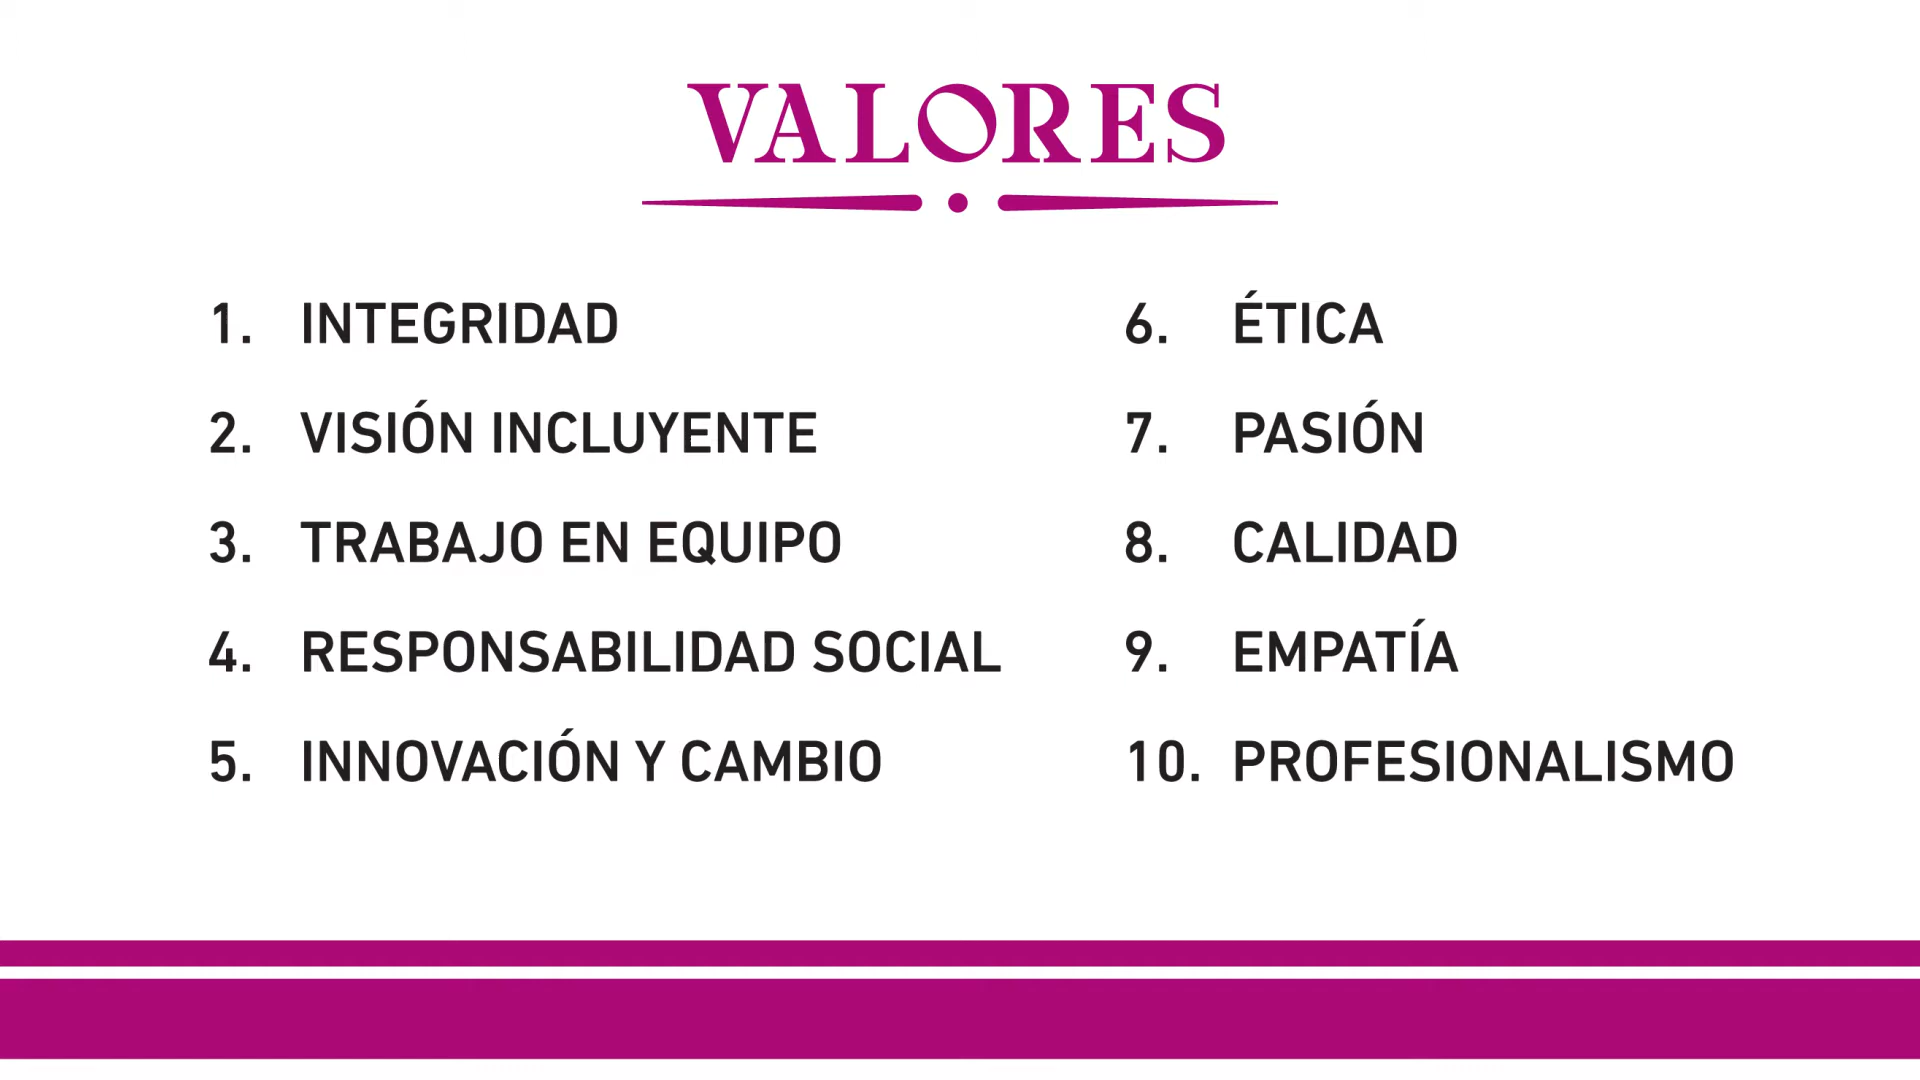 VALORES
1. INTEGRIDAD
2. VISIÓN INCLUYENTE
3. TRABAJO EN EQUIPO
4. RESPONSABILIDAD SOCIAL
5. INNOVACIÓN Y CAMBIO
6. ÉTICA
7. PASIÓN
8. CALIDAD
9. EMPATÍA
10. PROFESIONALISMO